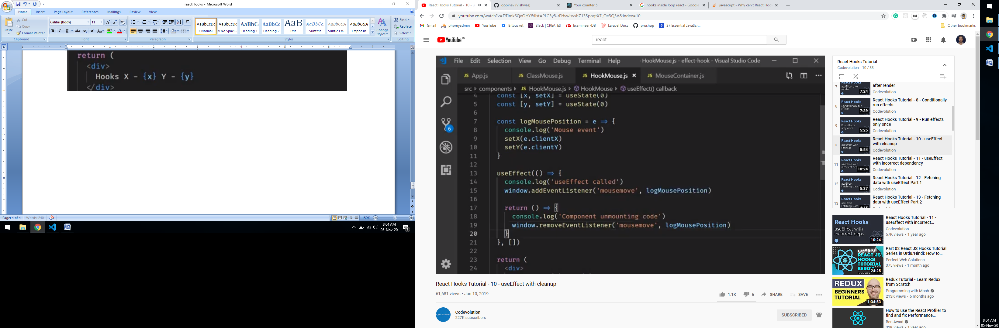 reactHooks - Microsoft Word
Home Insert Page Layout References Mailings Review View
Paste
Cut
Copy
Format Painter
Clipboard
Calibri (Body) 11
Font
Paragraph
AaBbCcDc AaBbCcDc AaBbCc AaBbCc AaB AaBbCc. AaBbCcDc AaBbCcDc
¶ Normal ¶ No Spaci... Heading 1 Heading 2 Title Subtitle Subtle Em... Emphasis
Styles
Change Styles
Find
Replace
Select
Editing
return (
<div>
Hooks X - {x} Y - {y}
</div>
Page: 4 of 4 Words: 240 150%
8:04 AM
05-Nov-20
React Hooks Tutorial - 10 - u
gopinav (Vishwas)
Your counter 5
hooks inside loop react - Google
javascript - Why can't React Hoo
youtube.com/watch?v=DTlmk6QeOHY&list=PLC3y8-rFHvwisvxhZ135pogtX7_Oe3Q3A&index=10
Gmail phpmyadmin YouTube Bitbucket Slack | CREATES Examineer-DB Laravel Docs proshop 37 Essential JavaScr... Other bookmarks
YouTube IN
react
File Edit Selection View Go Debug Terminal Help HookMouse.js - effect-hook - Visual Studio Code
JS App.js JS ClassMouse.js JS HookMouse.js JS MouseContainer.js
src components JS HookMouse.js HookMouse useEffect() callback
6
4 const [x, setX] = useState(0)
5 const [y, setY] = useState(0)
6
7 const logMousePosition = e => {
8 console.log('Mouse event')
9 setX(e.clientX)
10 setY(e.clientY)
11 }
12
13 useEffect(() => {
14 console.log('useEffect called')
15 window.addEventListener('mousemove', logMousePosition)
16
17 return () => {
18 console.log('Component unmounting code')
19 window.removeEventListener('mousemove', logMousePosition)
20 }
21 }, [])
22
23 return (
24 <div>
React Hooks Tutorial - 10 - useEffect with cleanup
61,681 views • Jun 10, 2019
1.1K 6 SHARE SAVE
Codevolution
227K subscribers
SUBSCRIBED
React Hooks Tutorial
Codevolution - 10 / 33
7 7:24 after render
Codevolution
8 7:39 React Hooks Tutorial - 8 - Conditionally run effects
Codevolution
9 5:25 React Hooks Tutorial - 9 - Run effects only once
Codevolution
5:54 React Hooks Tutorial - 10 - useEffect with cleanup
Codevolution
11 10:24 React Hooks Tutorial - 11 - useEffect with incorrect dependency
Codevolution
12 5:37 React Hooks Tutorial - 12 - Fetching data with useEffect Part 1
Codevolution
13 React Hooks Tutorial - 13 - Fetching data with useEffect Part 2
React Hooks
useEffect with
incorrect deps
10:24
React Hooks Tutorial - 11 -
useEffect with incorrect...
Codevolution
57K views • 1 year ago
اردو میں
REACT JS
HOOKS
TUTORIAL
SERIES
24:25
Part 02 React JS Hooks Tutorial
Series in Urdu/Hindi: How to...
Perfect Web Solutions
375 views • 1 month ago
REDUX
BEGINNERS
TUTORIAL
1:34:53
Redux Tutorial - Learn Redux
from Scratch
Programming with Mosh
213K views • 6 months ago
How to use the React Profiler to
find and fix Performance...
Ben Awad
32K views • 1 year ago
8:04 AM
05-Nov-20